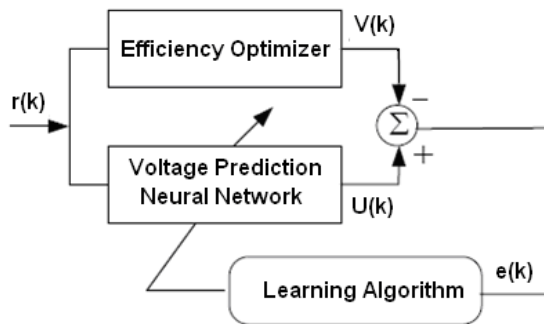 V(k)
Efficiency Optimizer
r(k)
−
Σ
+
Voltage Prediction
Neural Network
U(k)
e(k)
Learning Algorithm